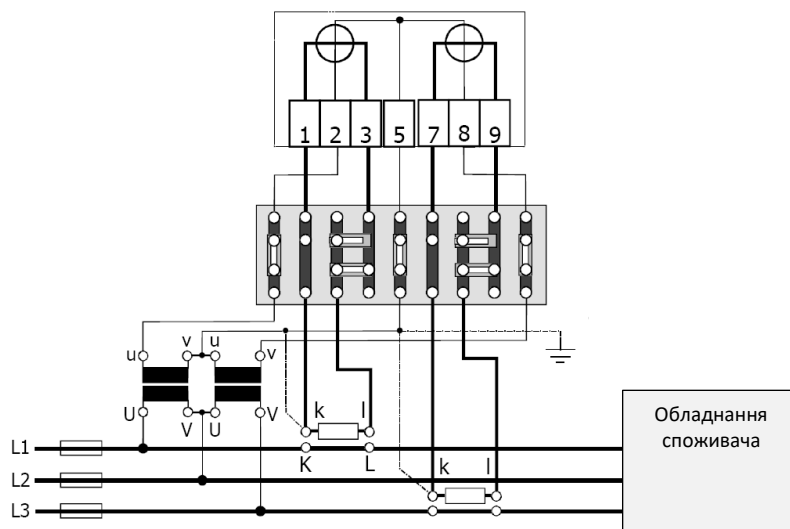 1 2 3 5 7 8 9
u v u v
U V U V
k l
K L
k l
L1
L2
L3
Обладнання
споживача